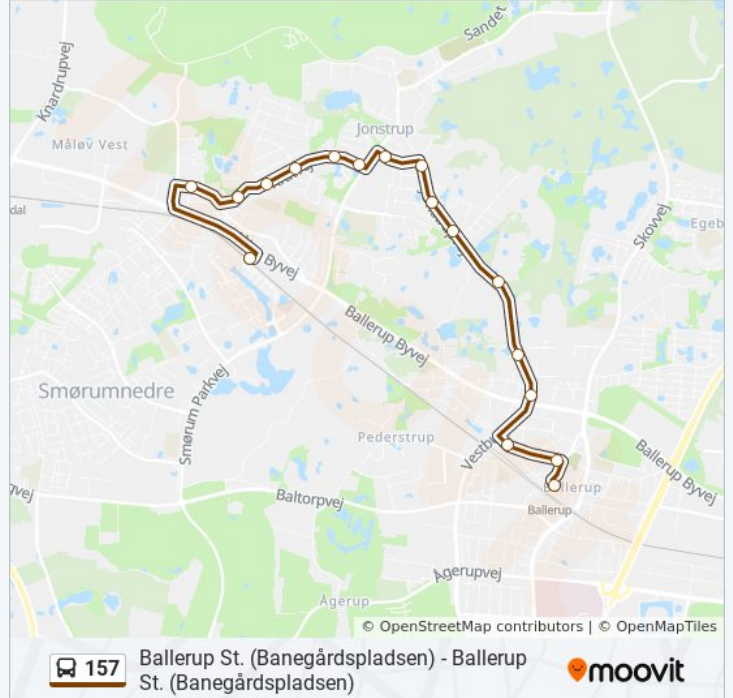 Sandet
Knardrupvej
Jonstrup
Måløv Vest
Skovvej
Egeb
dal
Byvej
Ballerup Byvej
Smørumnedre
Smørum Parkvej
Pederstrup
Ballerup Byvej
Ballerup
Baltorpvej
Ballerup
Ågerupvej
Ågerup
© OpenStreetMap contributors | © OpenMapTiles
157
Ballerup St. (Banegårdspladsen) - Ballerup
St. (Banegårdspladsen)
moovit